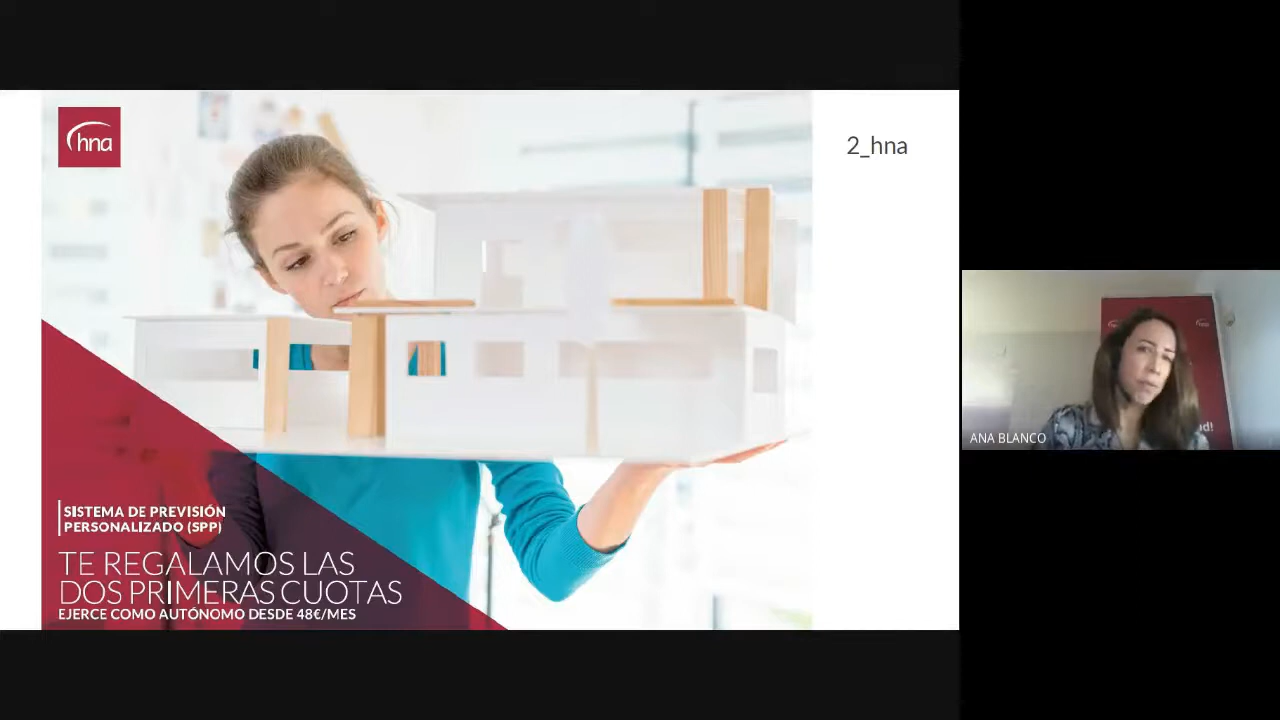 hna
2_hna
SISTEMA DE PREVISIÓN
PERSONALIZADO (SPP)
TE REGALAMOS LAS
DOS PRIMERAS CUOTAS
EJERCE COMO AUTÓNOMO DESDE 48€/MES
ANA BLANCO